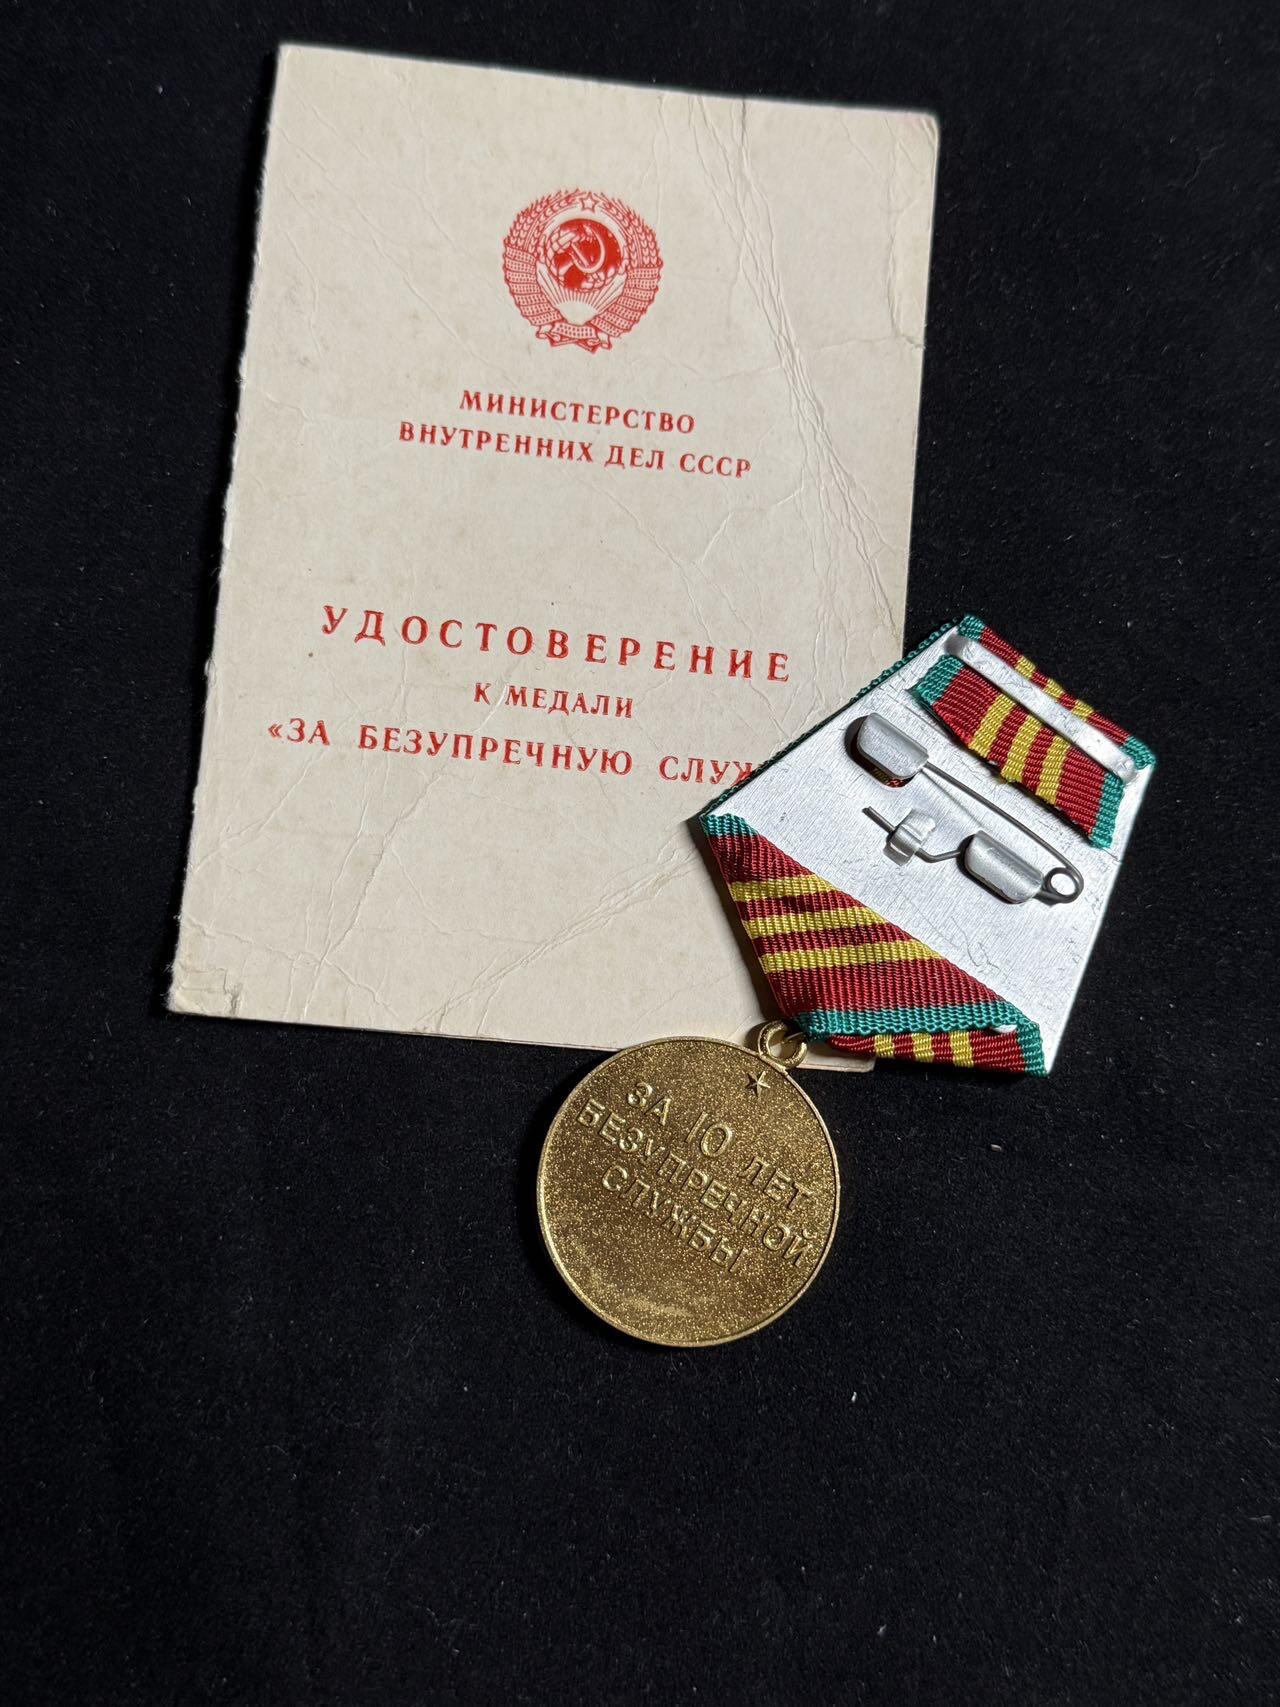 МИНИСТЕРСТВО
ВНУТРЕННИХ ДЕЛ СССР
УДОСТОВЕРЕНИЕ
К МЕДАЛИ
«ЗА БЕЗУПРЕЧНУЮ
ЗА 10 ЛЕТ
БЕЗУПРЕЧНОЙ
СЛУЖБЫ